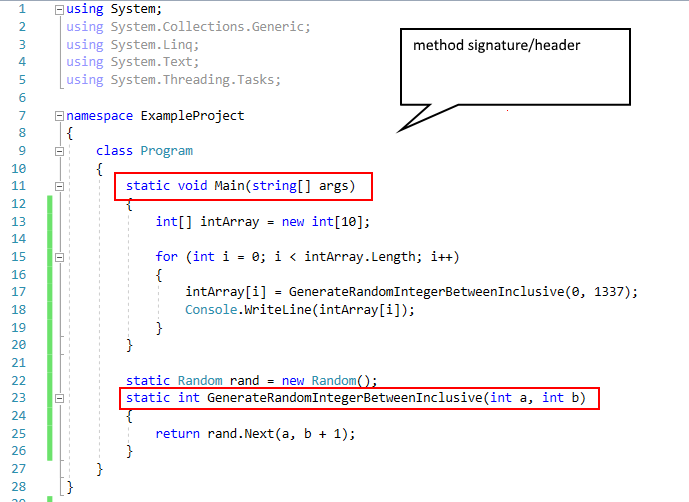 1 using System;
2 using System.Collections.Generic;
3 using System.Linq;
4 using System.Text;
5 using System.Threading.Tasks;
6
method signature/header
7 namespace ExampleProject
8 {
9 class Program
10 {
11 static void Main(string[] args)
12 {
13 int[] intArray = new int[10];
14
15 for (int i = 0; i < intArray.Length; i++)
16 {
17 intArray[i] = GenerateRandomIntegerBetweenInclusive(0, 1337);
18 Console.WriteLine(intArray[i]);
19 }
20 }
21
22 static Random rand = new Random();
23 static int GenerateRandomIntegerBetweenInclusive(int a, int b)
24 {
25 return rand.Next(a, b + 1);
26 }
27 }
28 }